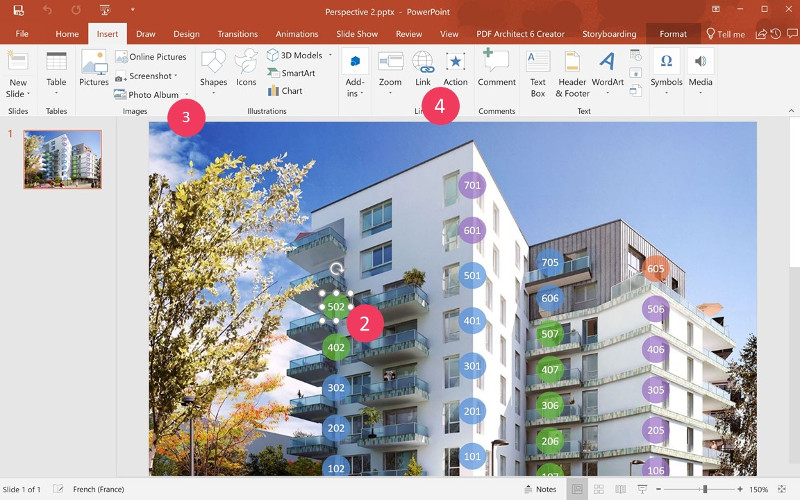 Perspective 2.pptx - PowerPoint
File Home Insert Draw Design Transitions Animations Slide Show Review View PDF Architect 6 Creator Storyboarding Format Tell me
New Slide
Table
Pictures
Online Pictures
Screenshot
Photo Album
Shapes
Icons
3D Models
SmartArt
Chart
Add-ins
Zoom
Link
Action
Comment
Text Box
Header & Footer
WordArt
Symbols
Media
Slides Tables Images Illustrations Lin Comments Text
3
4
1
701
601
705
605
501
502
2
606
506
401
507
402
406
301
407
302
305
201
306
202
205
101
206
102
106
Slide 1 of 1 French (France) Notes 150%